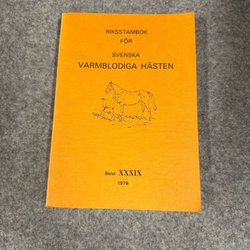 RIKSSTAMBOK
FÖR
SVENSKA
VARMBLODIGA HÄSTEN
Band XXXIX
1978